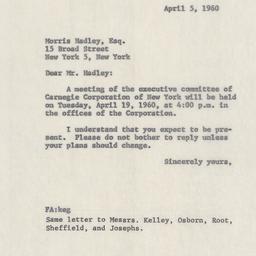 April 5, 1960
Morris Hadley, Esq.
15 Broad Street
New York 5, New York
Dear Mr. Hadley:
A meeting of the executive committee of
Carnegie Corporation of New York will be held
on Tuesday, April 19, 1960, at 4:00 p.m. in
the offices of the Corporation.
I understand that you expect to be pre-
sent. Please do not bother to reply unless
your plans should change.
Sincerely yours,
FA:keg
Same letter to Messrs. Kelley, Osborn, Root,
Sheffield, and Josephs.